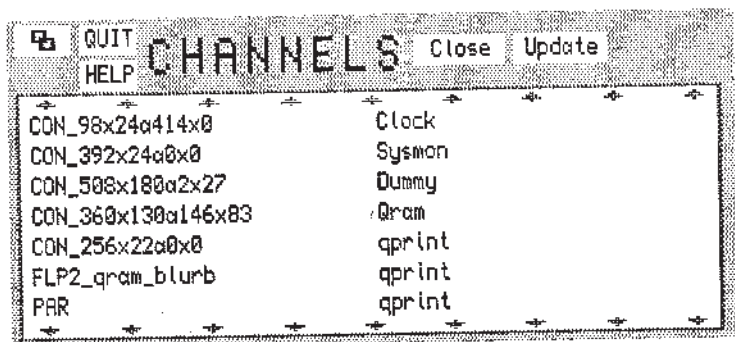 QUIT
HELP
CHANNELS
Close Update
CON_98x24a414x0 Clock
CON_392x24a0x0 Sysmon
CON_508x180a2x27 Dummy
CON_360x130a146x83 Qram
CON_256x22a0x0 qprint
FLP2_qram_blurb qprint
PAR qprint